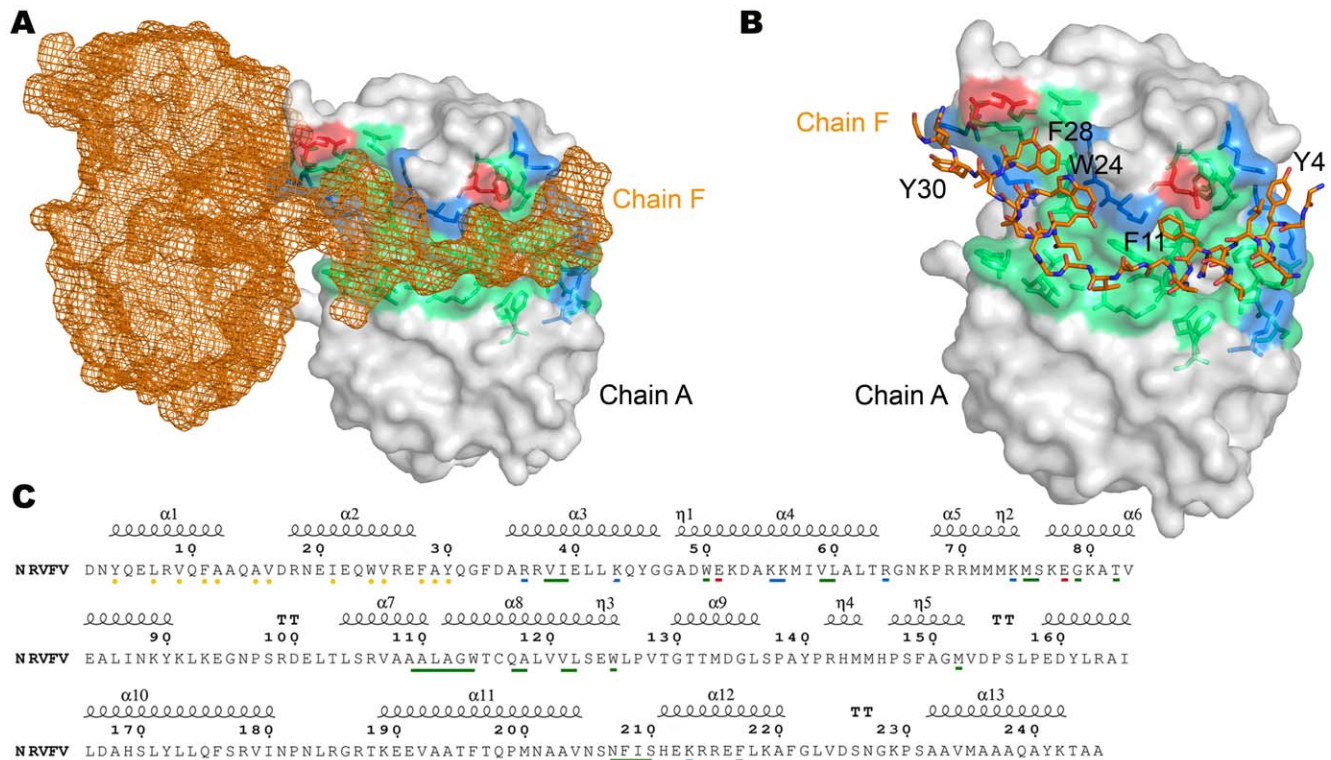 A
B
Chain F
F28
W24
Y4
Chain F
Y30
F11
Chain A
Chain A
C
α1 α2 α3 η1 α4 α5 η2 α6
10 20 30 40 50 60 70 80
NRVFV DNYQELRVQFAAQAVDRNEIEQWVREFAYQGFDARRVIELLKQYGGADWEKDAKKMIVLALTRGNKPRRMMMKMSKEGKATV
TT α7 α8 η3 α9 η4 η5 TT
90 100 110 120 130 140 150 160
NRVFV EALINKYKLKEGNPSRDELTLSRVAAALAGWTCQALVVLSEWLPVTGTTMDGLSPAYPRHMMHPSFAGMVDPSLPEDYLRAI
α10 α11 α12 TT α13
170 180 190 200 210 220 230 240
NRVFV LDAHSLYLLQFSRVINPNLRGRTKEEVAATFTQPMNAAVNSNFISHEKRREFLKAFGLVDSNGKPSAAVMAAAQAYKTAA